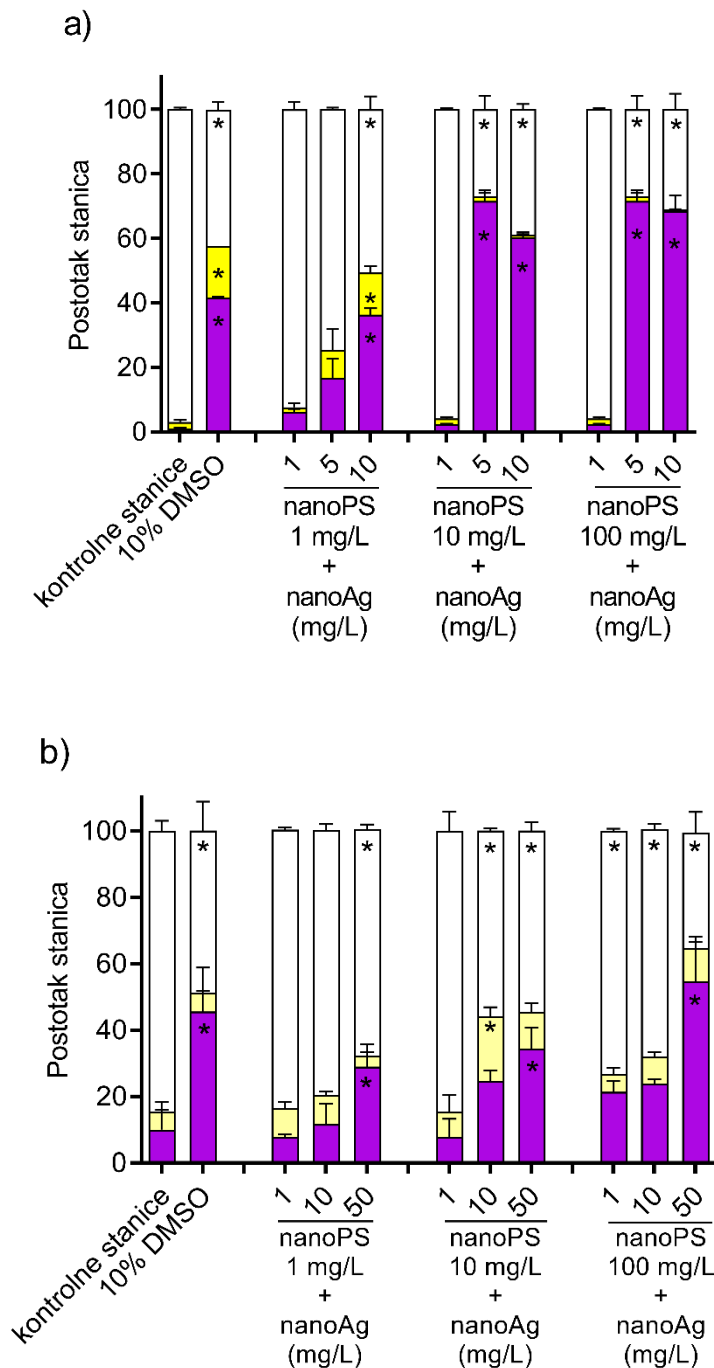 a)
Postotak stanica
100
80
60
40
20
0
* * * * * * *
* * * * * * * *
kontrolne stanice
10% DMSO
1 5 10 1 5 10 1 5 10
nanoPS nanoPS nanoPS
1 mg/L 10 mg/L 100 mg/L
+ + +
nanoAg nanoAg nanoAg
(mg/L) (mg/L) (mg/L)
b)
Postotak stanica
100
80
60
40
20
0
* * * * * * *
* * * * *
kontrolne stanice
10% DMSO
1 10 50 1 10 50 1 10 50
nanoPS nanoPS nanoPS
1 mg/L 10 mg/L 100 mg/L
+ + +
nanoAg nanoAg nanoAg
(mg/L) (mg/L) (mg/L)